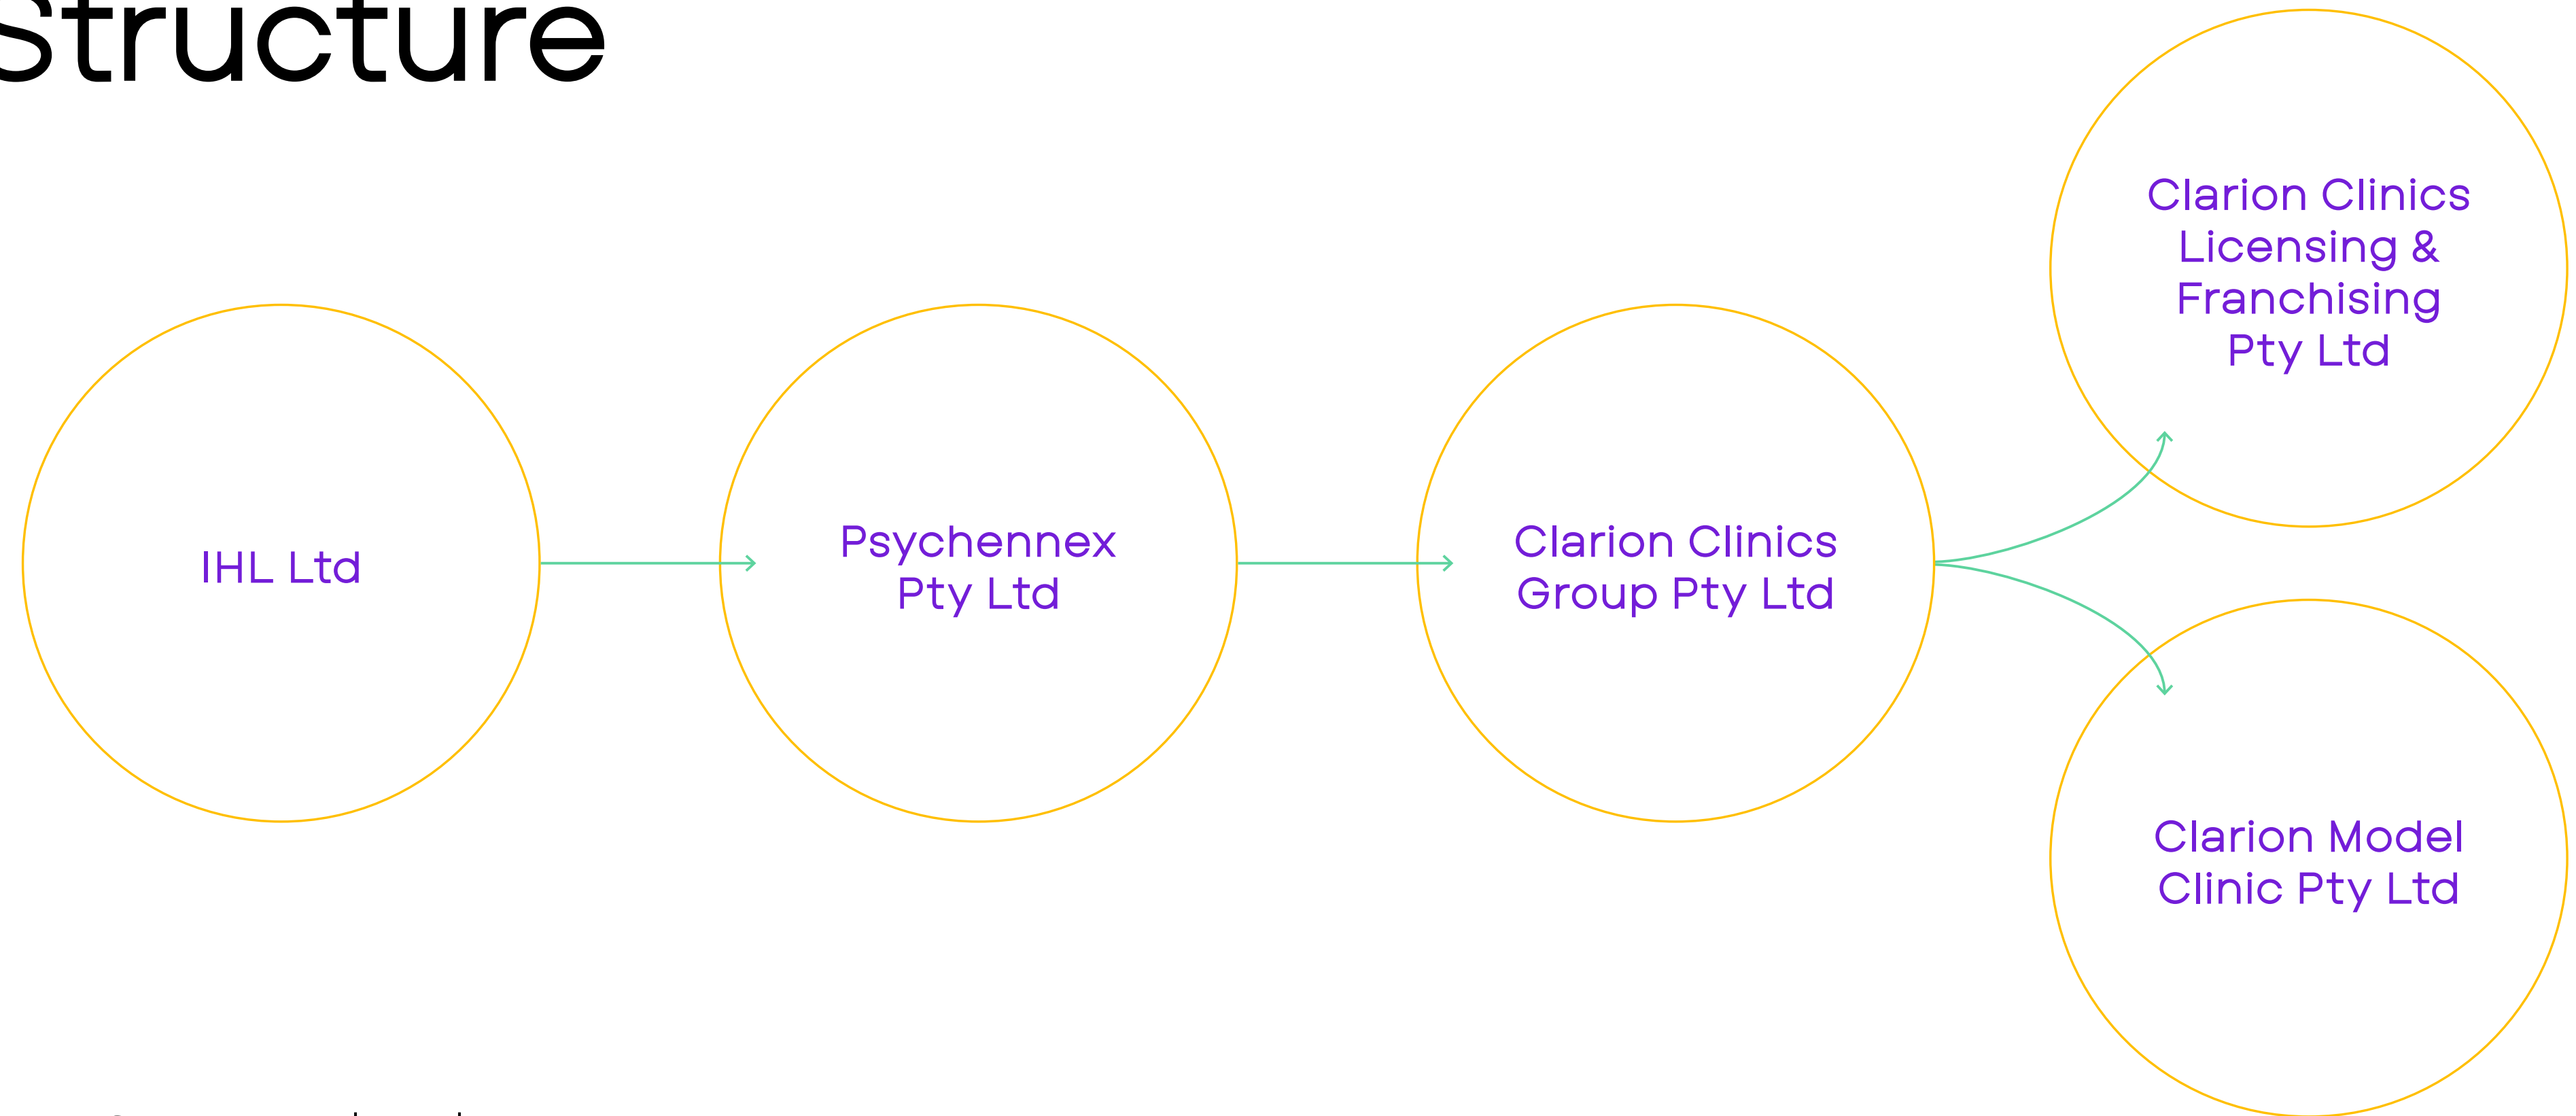 Structure
IHL Ltd
Psychennex
Pty Ltd
Clarion Clinics
Group Pty Ltd
Clarion Clinics
Licensing &
Franchising
Pty Ltd
Clarion Model
Clinic Pty Ltd